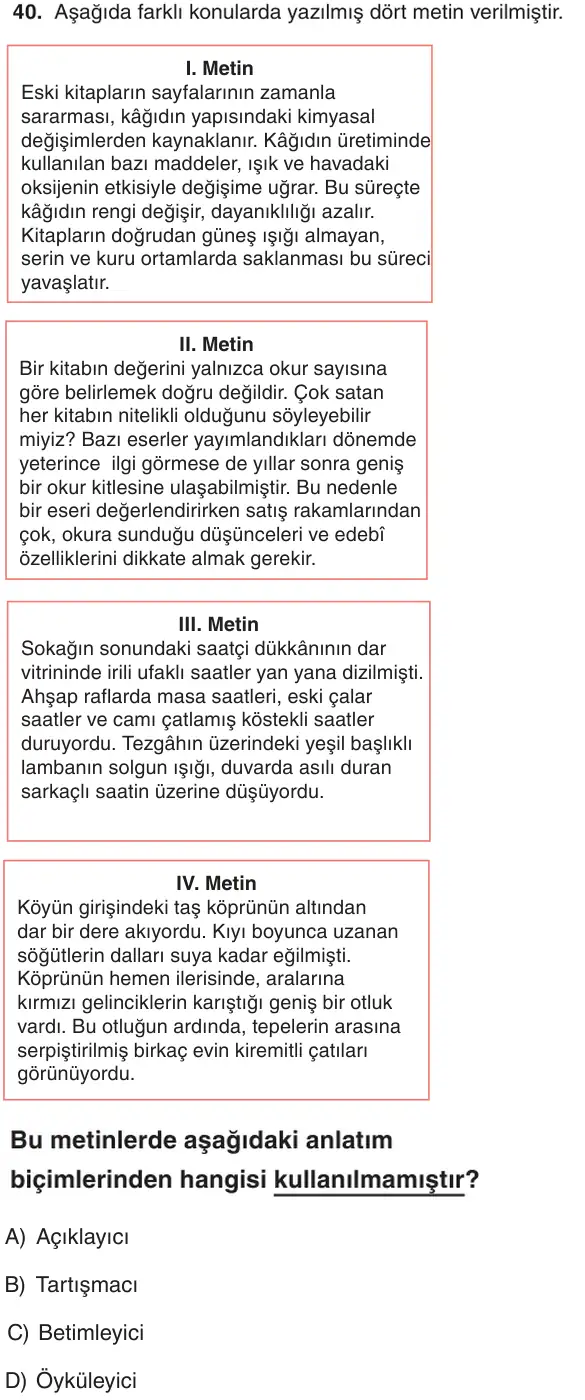 40. Aşağıda farklı konularda yazılmış dört metin verilmiştir.
I. Metin
Eski kitapların sayfalarının zamanla
sararması, kâğıdın yapısındaki kimyasal
değişimlerden kaynaklanır. Kâğıdın üretiminde
kullanılan bazı maddeler, ışık ve havadaki
oksijenin etkisiyle değişime uğrar. Bu süreçte
kâğıdın rengi değişir, dayanıklılığı azalır.
Kitapların doğrudan güneş ışığı almayan,
serin ve kuru ortamlarda saklanması bu süreci
yavaşlatır.
II. Metin
Bir kitabın değerini yalnızca okur sayısına
göre belirlemek doğru değildir. Çok satan
her kitabın nitelikli olduğunu söyleyebilir
miyiz? Bazı eserler yayımlandıkları dönemde
yeterince ilgi görmese de yıllar sonra geniş
bir okur kitlesine ulaşabilmiştir. Bu nedenle
bir eseri değerlendirirken satış rakamlarından
çok, okura sunduğu düşünceleri ve edebî
özelliklerini dikkate almak gerekir.
III. Metin
Sokağın sonundaki saatçi dükkânının dar
vitrininde irili ufaklı saatler yan yana dizilmişti.
Ahşap raflarda masa saatleri, eski çalar
saatler ve camı çatlamış köstekli saatler
duruyordu. Tezgâhın üzerindeki yeşil başlıklı
lambanın solgun ışığı, duvarda asılı duran
sarkaçlı saatin üzerine düşüyordu.
IV. Metin
Köyün girişindeki taş köprünün altından
dar bir dere akıyordu. Kıyı boyunca uzanan
söğütlerin dalları suya kadar eğilmişti.
Köprünün hemen ilerisinde, aralarına
kırmızı gelinciklerin karıştığı geniş bir otluk
vardı. Bu otluğun ardında, tepelerin arasına
serpiştirilmiş birkaç evin kiremitli çatıları
görünüyordu.
Bu metinlerde aşağıdaki anlatım
biçimlerinden hangisi kullanılmamıştır?
A) Açıklayıcı
B) Tartışmacı
C) Betimleyici
D) Öyküleyici